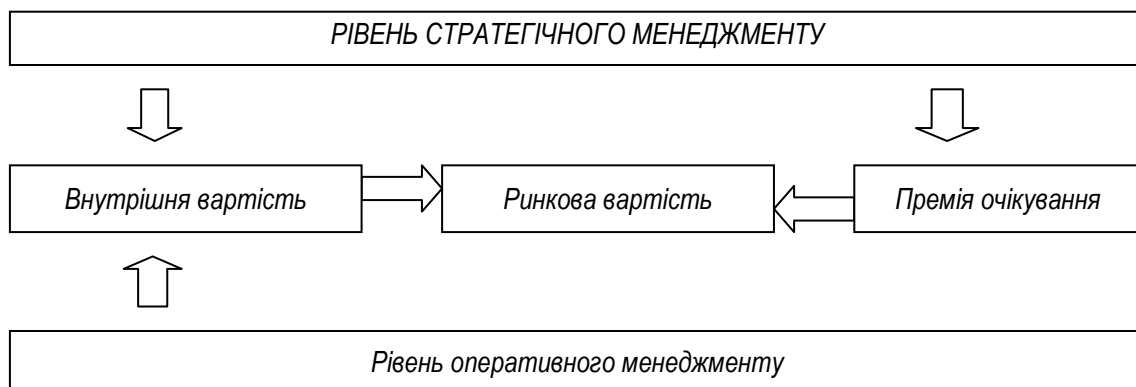 РІВЕНЬ СТРАТЕГІЧНОГО МЕНЕДЖМЕНТУ
Внутрішня вартість
Ринкова вартість
Премія очікування
Рівень оперативного менеджменту